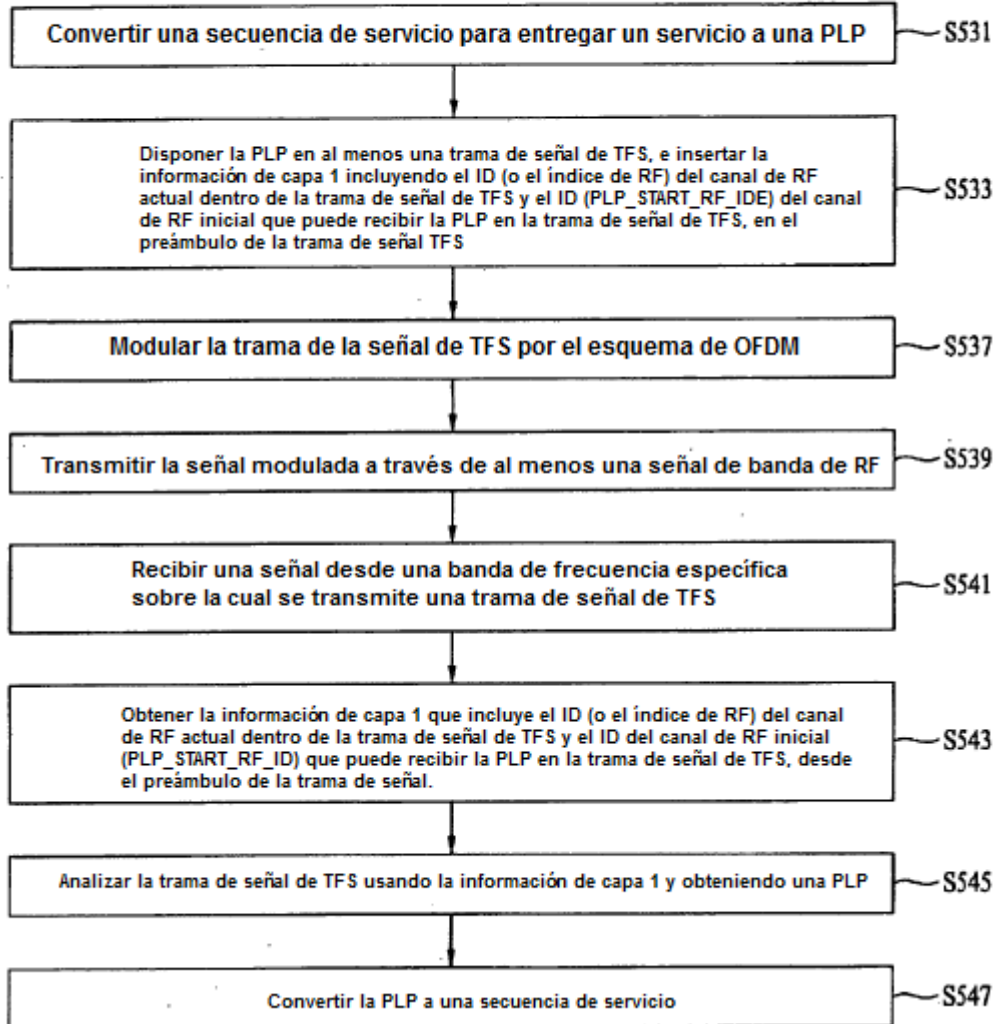 Convertir una secuencia de servicio para entregar un servicio a una PLP
S531
Disponer la PLP en al menos una trama de señal de TFS, e insertar la
información de capa 1 incluyendo el ID (o el índice de RF) del canal de RF
actual dentro de la trama de señal de TFS y el ID (PLP_START_RF_IDE) del canal
de RF inicial que puede recibir la PLP en la trama de señal de TFS, en el
preámbulo de la trama de señal TFS
S533
Modular la trama de la señal de TFS por el esquema de OFDM
S537
Transmitir la señal modulada a través de al menos una señal de banda de RF
S539
Recibir una señal desde una banda de frecuencia específica
sobre la cual se transmite una trama de señal de TFS
S541
Obtener la información de capa 1 que incluye el ID (o el índice de RF) del canal
de RF actual dentro de la trama de señal de TFS y el ID del canal de RF inicial
(PLP_START_RF_ID) que puede recibir la PLP en la trama de señal de TFS, desde
el preámbulo de la trama de señal.
S543
Analizar la trama de señal de TFS usando la información de capa 1 y obteniendo una PLP
S545
Convertir la PLP a una secuencia de servicio
S547